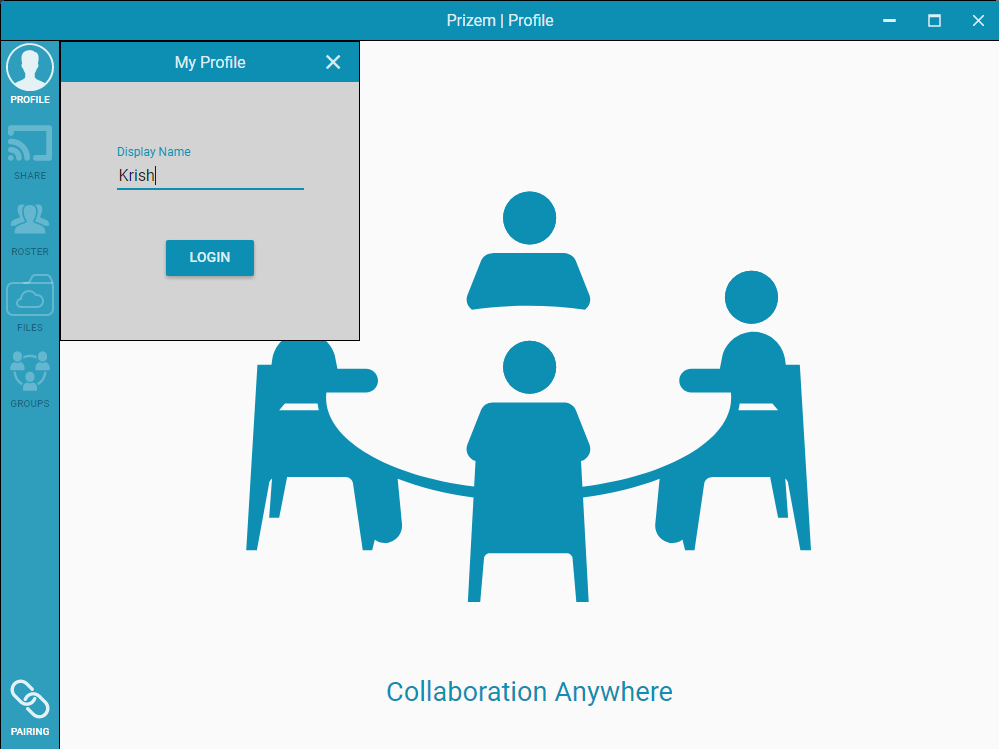 Prizem | Profile
My Profile
PROFILE
SHARE
ROSTER
FILES
GROUPS
PAIRING
Display Name
Krish
LOGIN
Collaboration Anywhere